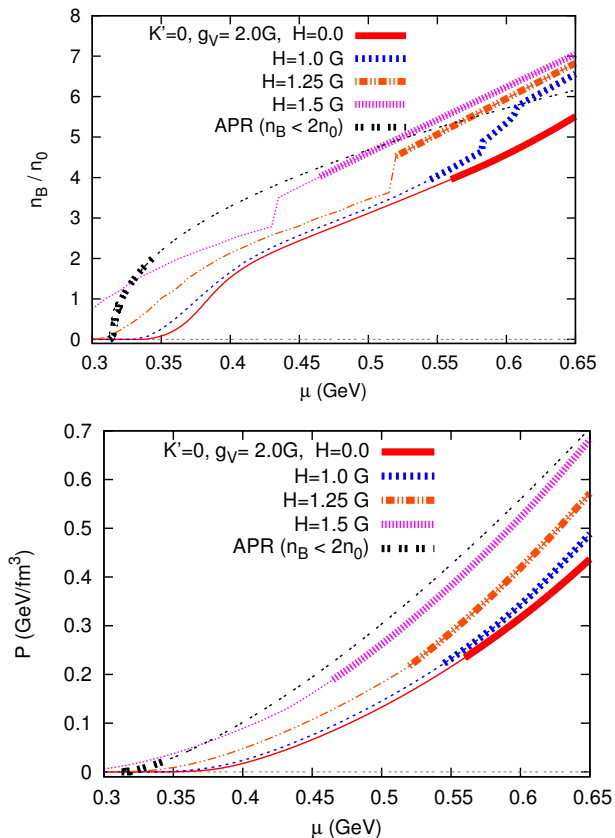 K'=0, g_V= 2.0G, H=0.0
H=1.0 G
H=1.25 G
H=1.5 G
APR (n_B < 2n_0)
n_B / n_0
8
7
6
5
4
3
2
1
0
0.3 0.35 0.4 0.45 0.5 0.55 0.6 0.65
μ (GeV)
K'=0, g_V= 2.0G, H=0.0
H=1.0 G
H=1.25 G
H=1.5 G
APR (n_B < 2n_0)
P (GeV/fm³)
0.7
0.6
0.5
0.4
0.3
0.2
0.1
0
0.3 0.35 0.4 0.45 0.5 0.55 0.6 0.65
μ (GeV)